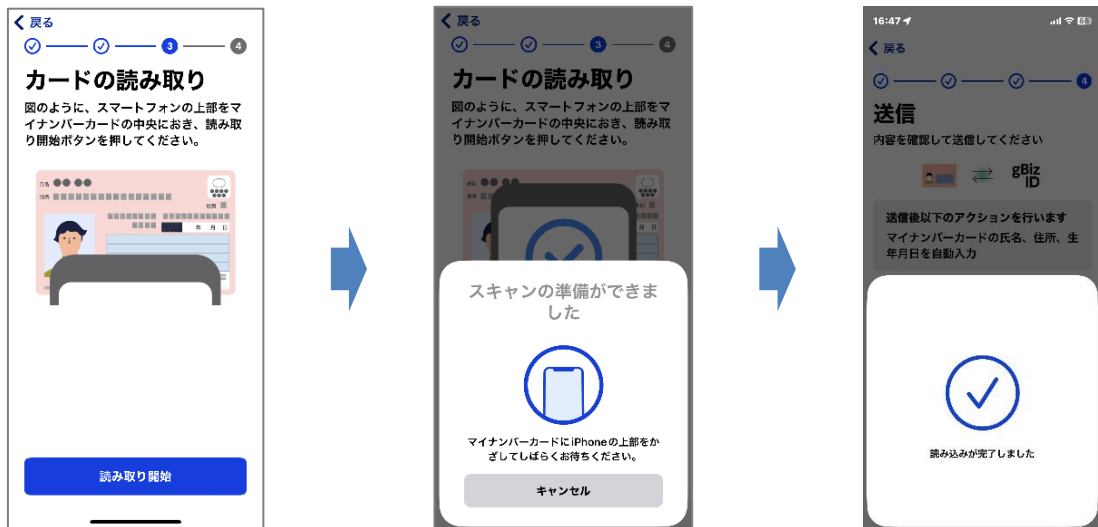 戻る
3
4
カードの読み取り
図のように、スマートフォンの上部をマ
イナンバーカードの中央におき、読み取
り開始ボタンを押してください。
氏名
住所
性別
年 月 日
読み取り開始
戻る
3
4
カードの読み取り
図のように、スマートフォンの上部をマ
イナンバーカードの中央におき、読み取
り開始ボタンを押してください。
スキャンの準備ができま
した
マイナンバーカードにiPhoneの上部をか
ざしてしばらくお待ちください。
キャンセル
16:47
戻る
4
送信
内容を確認して送信してください
gBiz
ID
送信後以下のアクションを行います
マイナンバーカードの氏名、住所、生
年月日を自動入力
読み込みが完了しました